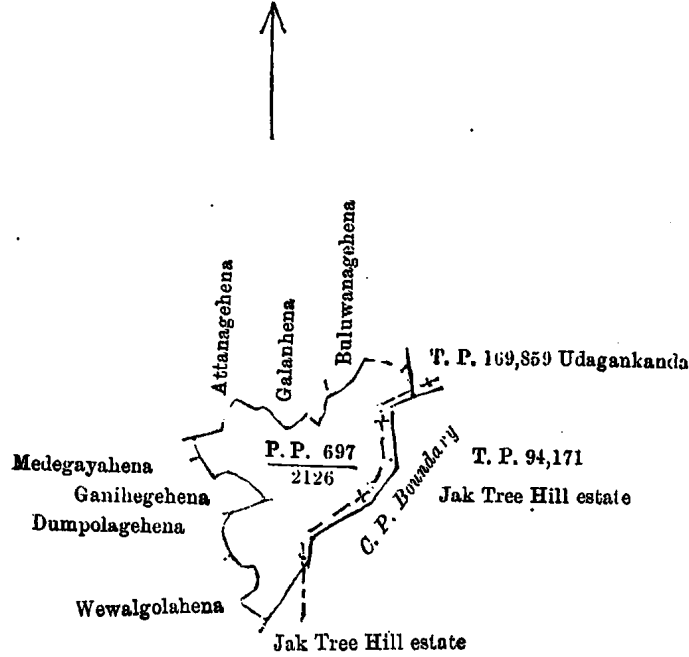 Attanagehena
Galanhena
Buluwanagehena
T. P. 169,859 Udagankanda
P. P. 697
2126
C. P. Boundary
T. P. 94,171
Jak Tree Hill estate
Medegayahena
Ganihegehena
Dumpolagehena
Wewalgolahena
Jak Tree Hill estate